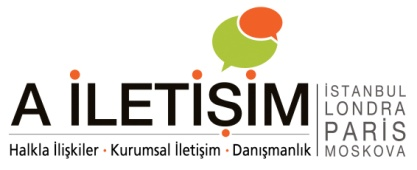 A İLETİŞİM
Halkla İlişkiler · Kurumsal İletişim · Danışmanlık
İSTANBUL
LONDRA
PARİS
MOSKOVA